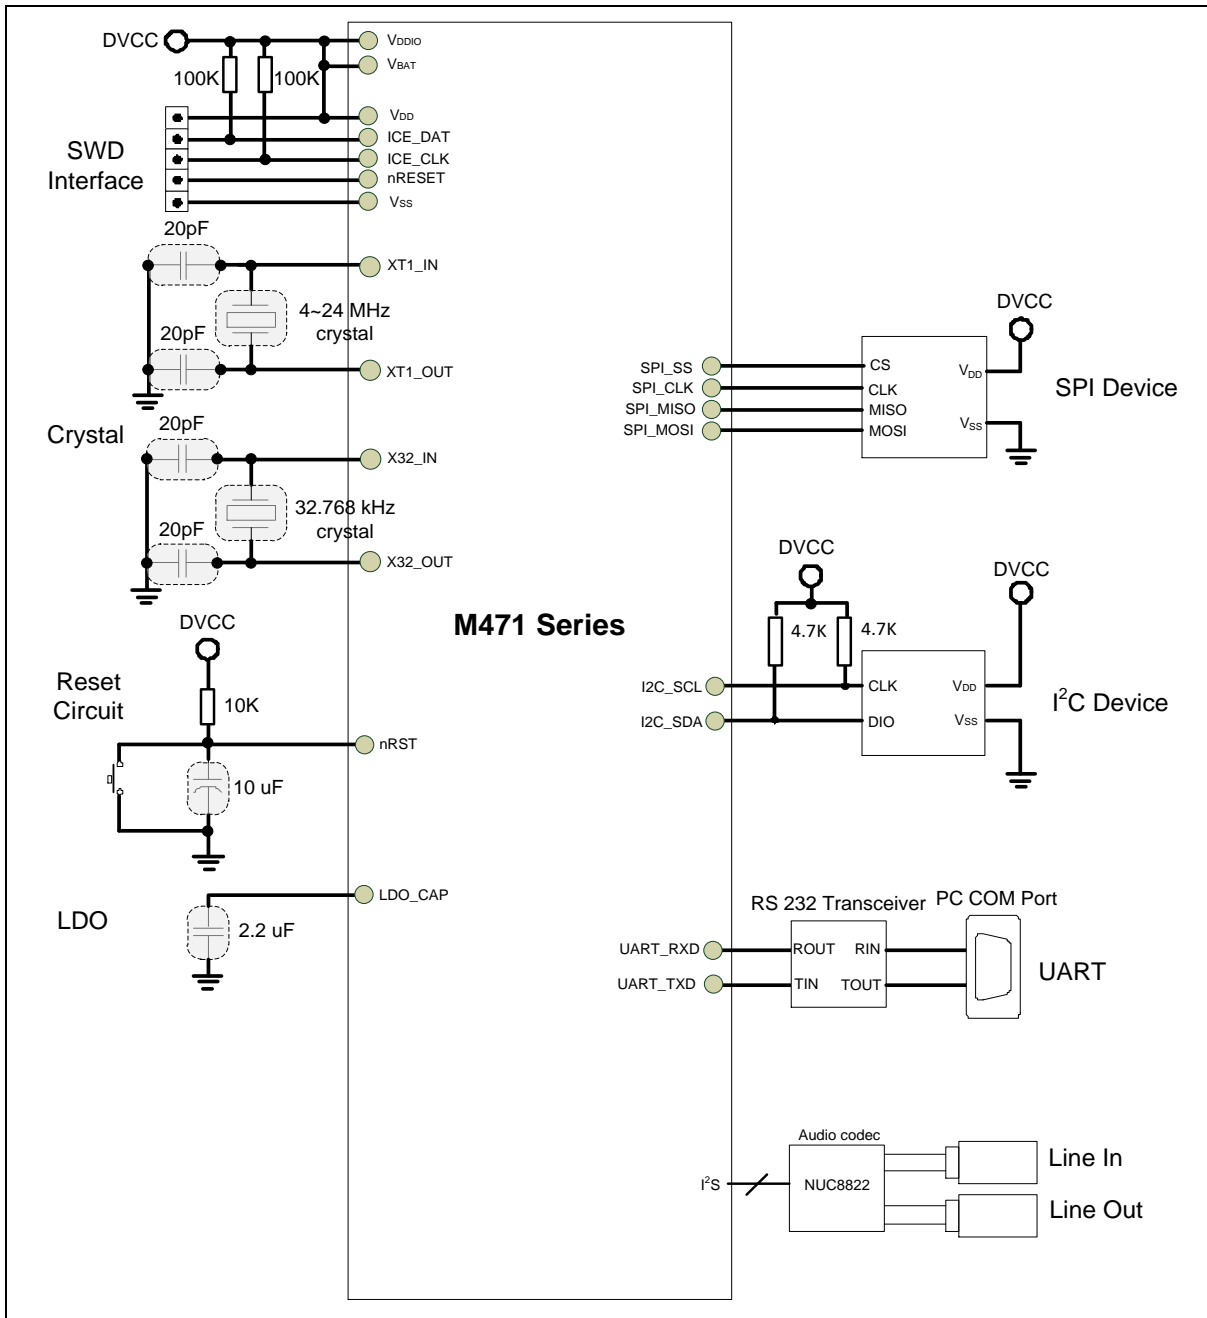 DVCC
VDDIO
VBAT
100K
100K
VDD
ICE_DAT
ICE_CLK
nRESET
VSS
SWD
Interface
20pF
XT1_IN
4~24 MHz
crystal
20pF
XT1_OUT
Crystal
20pF
X32_IN
32.768 kHz
crystal
20pF
X32_OUT
DVCC
Reset
Circuit
10K
nRST
10 uF
LDO_CAP
LDO
2.2 uF
M471 Series
DVCC
SPI_SS
CS
VDD
SPI_CLK
CLK
SPI Device
SPI_MISO
MISO
VSS
SPI_MOSI
MOSI
DVCC
DVCC
4.7K
4.7K
I2C_SCL
CLK
VDD
I2C Device
I2C_SDA
DIO
VSS
RS 232 Transceiver
PC COM Port
UART_RXD
ROUT
RIN
UART
UART_TXD
TIN
TOUT
Audio codec
Line In
I2S
NUC8822
Line Out